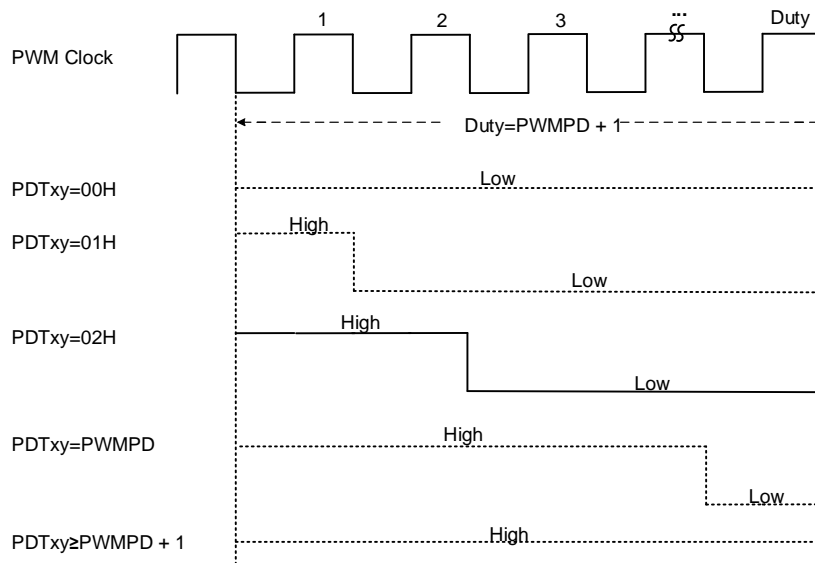 1 2 3 ... Duty
PWM Clock
Duty=PWMPD + 1
PDTxy=00H
Low
High
PDTxy=01H
Low
High
PDTxy=02H
Low
High
PDTxy=PWMPD
Low
High
PDTxy≥PWMPD + 1